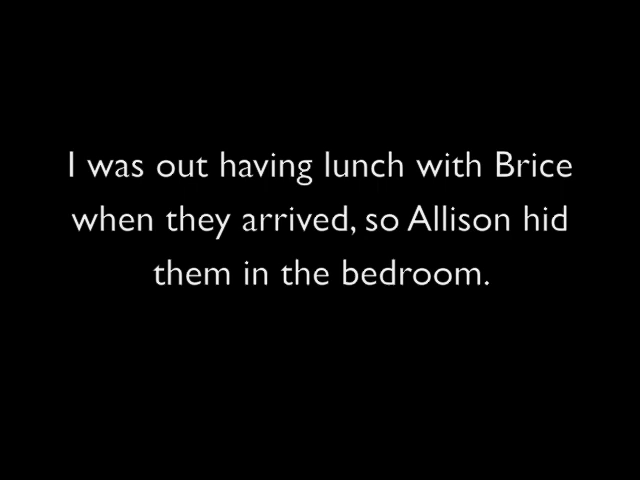 I was out having lunch with Brice
when they arrived, so Allison hid
them in the bedroom.